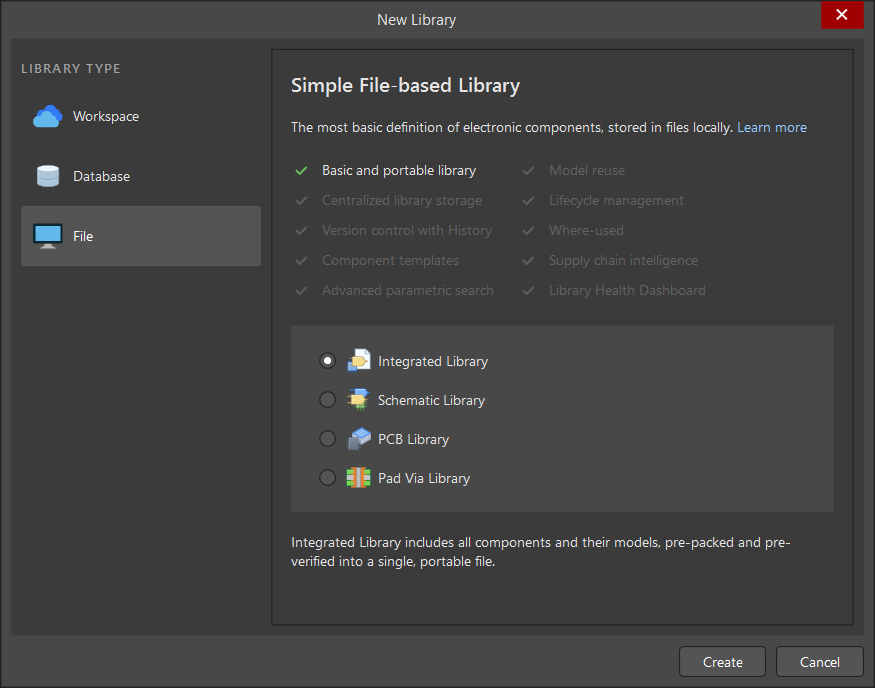 New Library
LIBRARY TYPE
Workspace
Database
File
Simple File-based Library
The most basic definition of electronic components, stored in files locally. Learn more
Basic and portable library
Model reuse
Centralized library storage
Lifecycle management
Version control with History
Where-used
Component templates
Supply chain intelligence
Advanced parametric search
Library Health Dashboard
Integrated Library
Schematic Library
PCB Library
Pad Via Library
Integrated Library includes all components and their models, pre-packed and pre-
verified into a single, portable file.
Create
Cancel